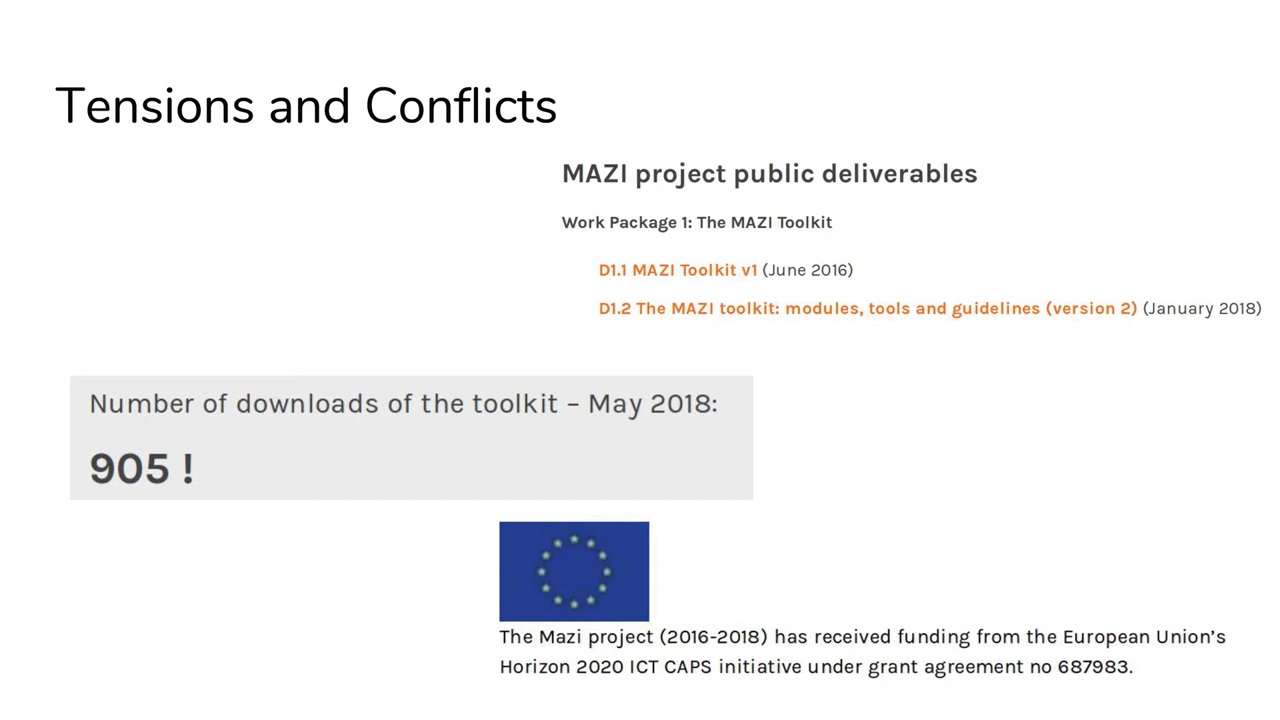 Tensions and Conflicts
MAZI project public deliverables
Work Package 1: The MAZI Toolkit
D1.1 MAZI Toolkit v1 (June 2016)
D1.2 The MAZI toolkit: modules, tools and guidelines (version 2) (January 2018)
Number of downloads of the toolkit – May 2018:
905 !
The Mazi project (2016-2018) has received funding from the European Union’s
Horizon 2020 ICT CAPS initiative under grant agreement no 687983.